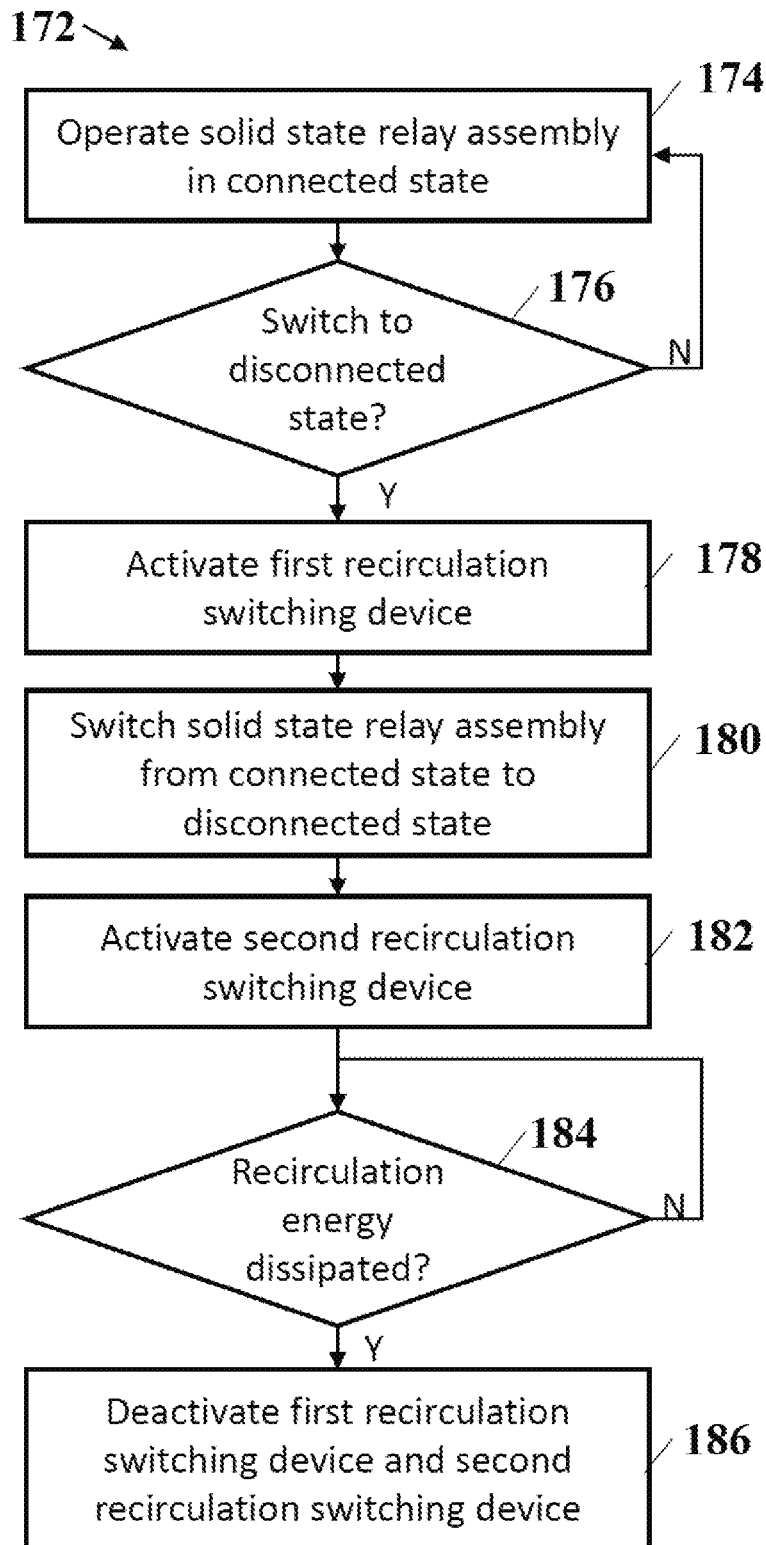 172
174
Operate solid state relay assembly
in connected state
176
Switch to
disconnected
state?
N
Y
Activate first recirculation
switching device
178
Switch solid state relay assembly
from connected state to
disconnected state
180
Activate second recirculation
switching device
182
184
Recirculation
energy
dissipated?
N
Y
Deactivate first recirculation
switching device and second
recirculation switching device
186